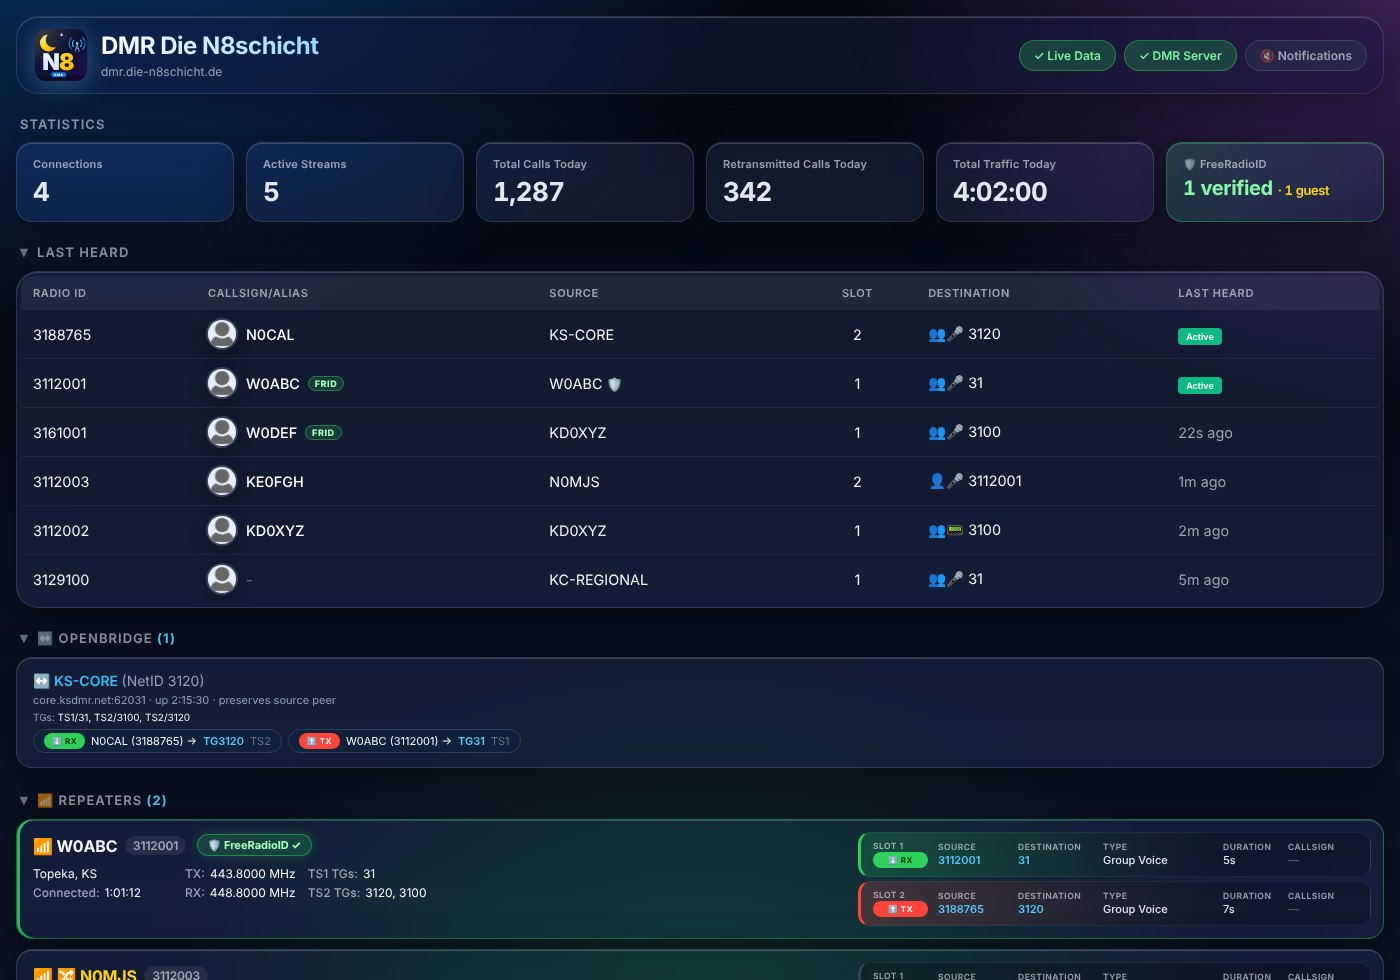 N8
DMR
DMR Die N8schicht
dmr.die-n8schicht.de
✓ Live Data
✓ DMR Server
Notifications
STATISTICS
Connections
4
Active Streams
5
Total Calls Today
1,287
Retransmitted Calls Today
342
Total Traffic Today
4:02:00
FreeRadioID
1 verified · 1 guest
▼ LAST HEARD
RADIO ID CALLSIGN/ALIAS SOURCE SLOT DESTINATION LAST HEARD
3188765 N0CAL KS-CORE 2 3120 Active
3112001 W0ABC FRID W0ABC 1 31 Active
3161001 W0DEF FRID KD0XYZ 1 3100 22s ago
3112003 KE0FGH N0MJS 2 3112001 1m ago
3112002 KD0XYZ KD0XYZ 1 3100 2m ago
3129100 - KC-REGIONAL 1 31 5m ago
▼ OPENBRIDGE (1)
KS-CORE (NetID 3120)
core.ksdmr.net:62031 · up 2:15:30 · preserves source peer
TGs: TS1/31, TS2/3100, TS2/3120
RX N0CAL (3188765) → TG3120 TS2
TX W0ABC (3112001) → TG31 TS1
▼ REPEATERS (2)
W0ABC 3112001 FreeRadioID ✓
Topeka, KS TX: 443.8000 MHz TS1 TGs: 31
Connected: 1:01:12 RX: 448.8000 MHz TS2 TGs: 3120, 3100
SLOT 1 SOURCE DESTINATION TYPE DURATION CALLSIGN
RX 3112001 31 Group Voice 5s —
SLOT 2 SOURCE DESTINATION TYPE DURATION CALLSIGN
TX 3188765 3120 Group Voice 7s —
N0MJS 3112003
SLOT 1 SOURCE DESTINATION TYPE DURATION CALLSIGN